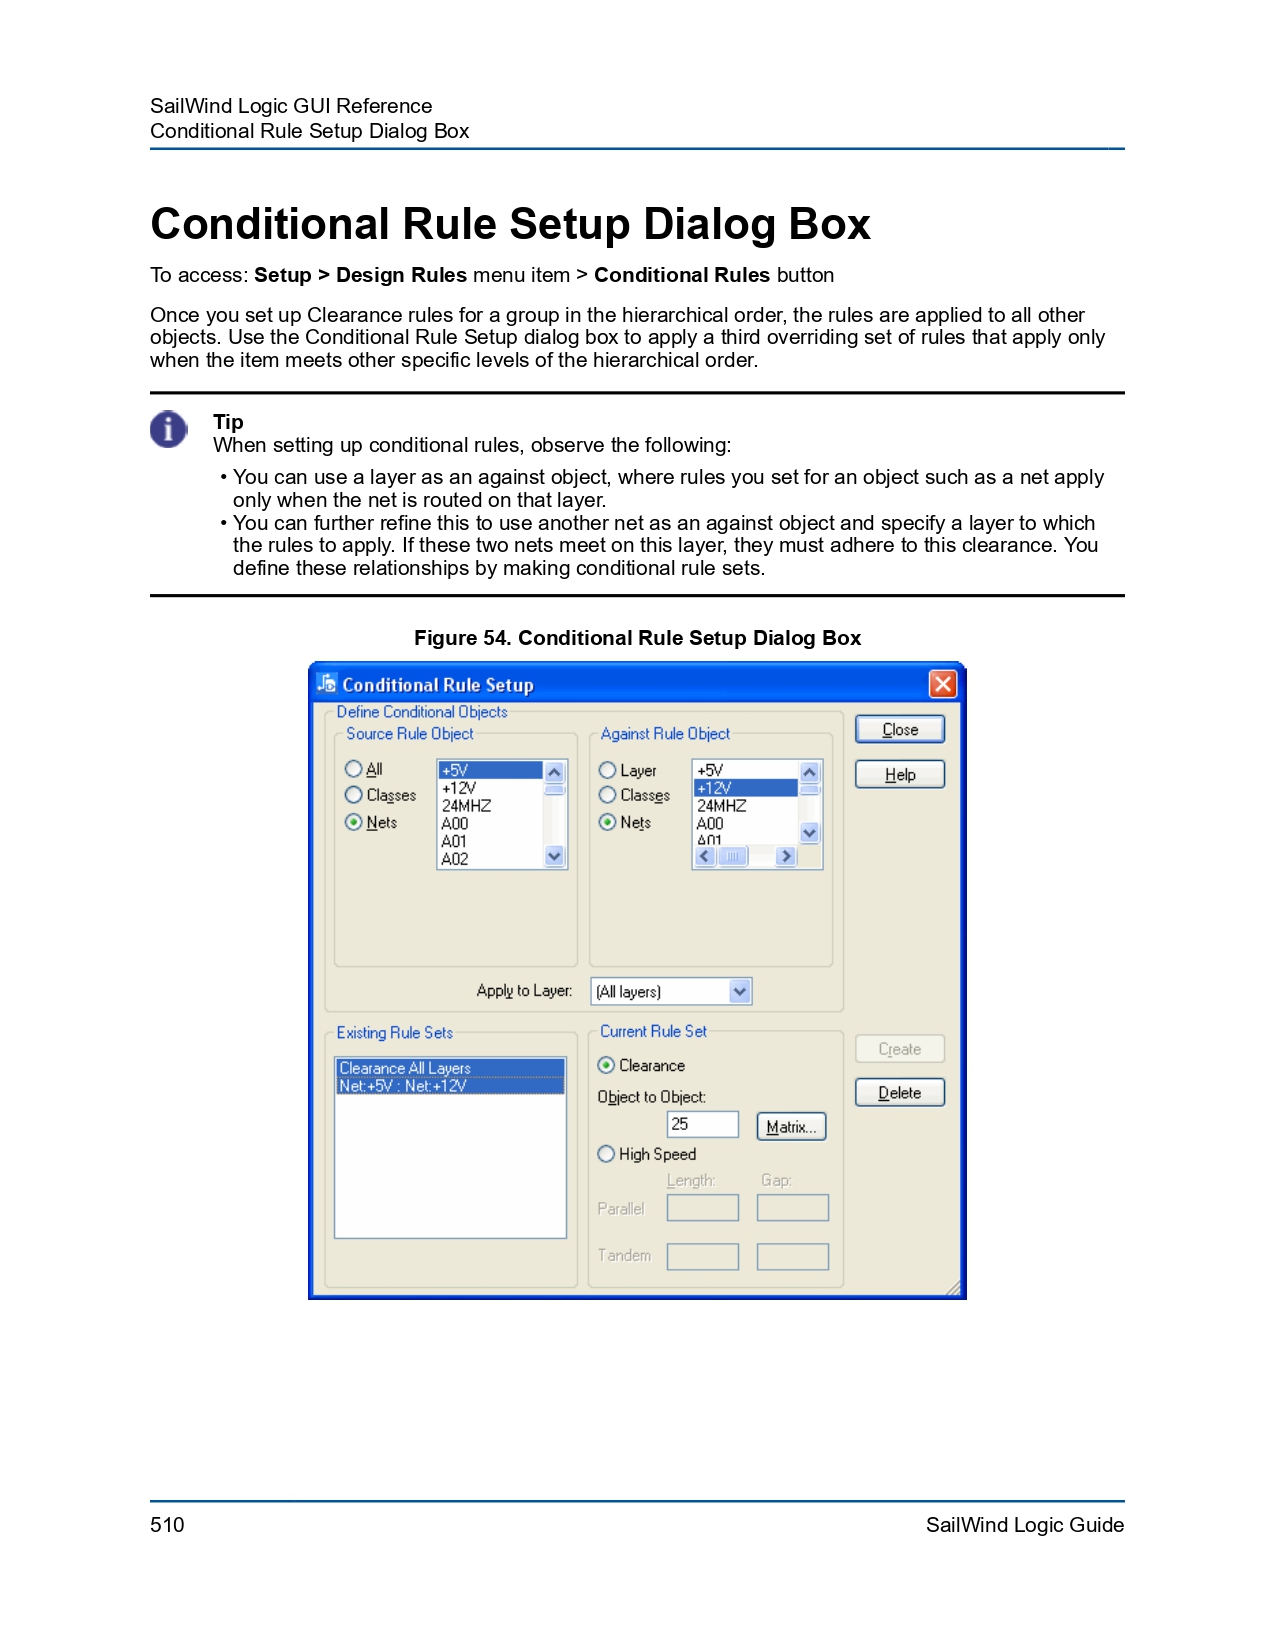 SailWind Logic GUI Reference
Conditional Rule Setup Dialog Box
Conditional Rule Setup Dialog Box
To access: Setup > Design Rules menu item > Conditional Rules button
Once you set up Clearance rules for a group in the hierarchical order, the rules are applied to all other
objects. Use the Conditional Rule Setup dialog box to apply a third overriding set of rules that apply only
when the item meets other specific levels of the hierarchical order.
Tip
When setting up conditional rules, observe the following:
• You can use a layer as an against object, where rules you set for an object such as a net apply
only when the net is routed on that layer.
• You can further refine this to use another net as an against object and specify a layer to which
the rules to apply. If these two nets meet on this layer, they must adhere to this clearance. You
define these relationships by making conditional rule sets.
Figure 54. Conditional Rule Setup Dialog Box
Conditional Rule Setup
Define Conditional Objects
Source Rule Object
All
Classes
Nets
+5V
+12V
24MHZ
A00
A01
A02
Against Rule Object
Layer
Classes
Nets
+5V
+12V
24MHZ
A00
A01
Close
Help
Apply to Layer:
(All layers)
Existing Rule Sets
Clearance All Layers
Net:+5V : Net:+12V
Current Rule Set
Clearance
Object to Object:
25
Matrix...
High Speed
Length:
Gap:
Parallel
Tandem
Create
Delete
510
SailWind Logic Guide